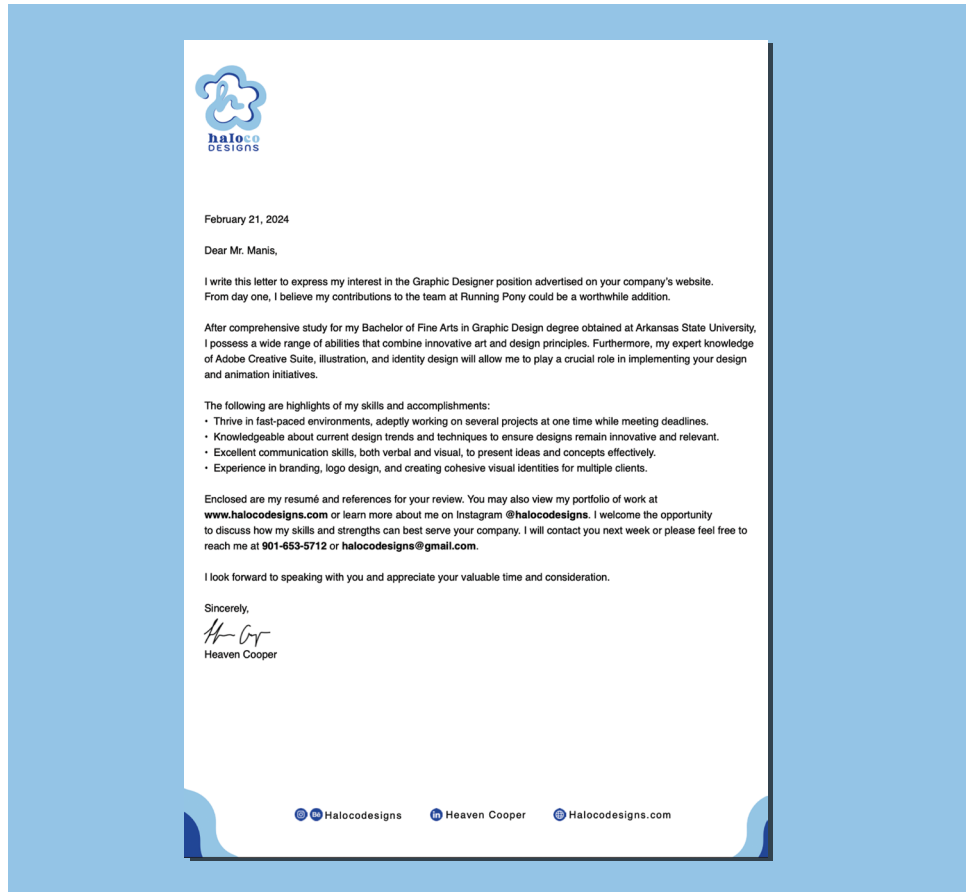 h
haloco
DESIGNS
February 21, 2024
Dear Mr. Manis,
I write this letter to express my interest in the Graphic Designer position advertised on your company's website.
From day one, I believe my contributions to the team at Running Pony could be a worthwhile addition.
After comprehensive study for my Bachelor of Fine Arts in Graphic Design degree obtained at Arkansas State University,
I possess a wide range of abilities that combine innovative art and design principles. Furthermore, my expert knowledge
of Adobe Creative Suite, illustration, and identity design will allow me to play a crucial role in implementing your design
and animation initiatives.
The following are highlights of my skills and accomplishments:
• Thrive in fast-paced environments, adeptly working on several projects at one time while meeting deadlines.
• Knowledgeable about current design trends and techniques to ensure designs remain innovative and relevant.
• Excellent communication skills, both verbal and visual, to present ideas and concepts effectively.
• Experience in branding, logo design, and creating cohesive visual identities for multiple clients.
Enclosed are my resumé and references for your review. You may also view my portfolio of work at
www.halocodesigns.com or learn more about me on Instagram @halocodesigns. I welcome the opportunity
to discuss how my skills and strengths can best serve your company. I will contact you next week or please feel free to
reach me at 901-653-5712 or halocodesigns@gmail.com.
I look forward to speaking with you and appreciate your valuable time and consideration.
Sincerely,
Heaven Cooper
Bē Halocodesigns in Heaven Cooper Halocodesigns.com